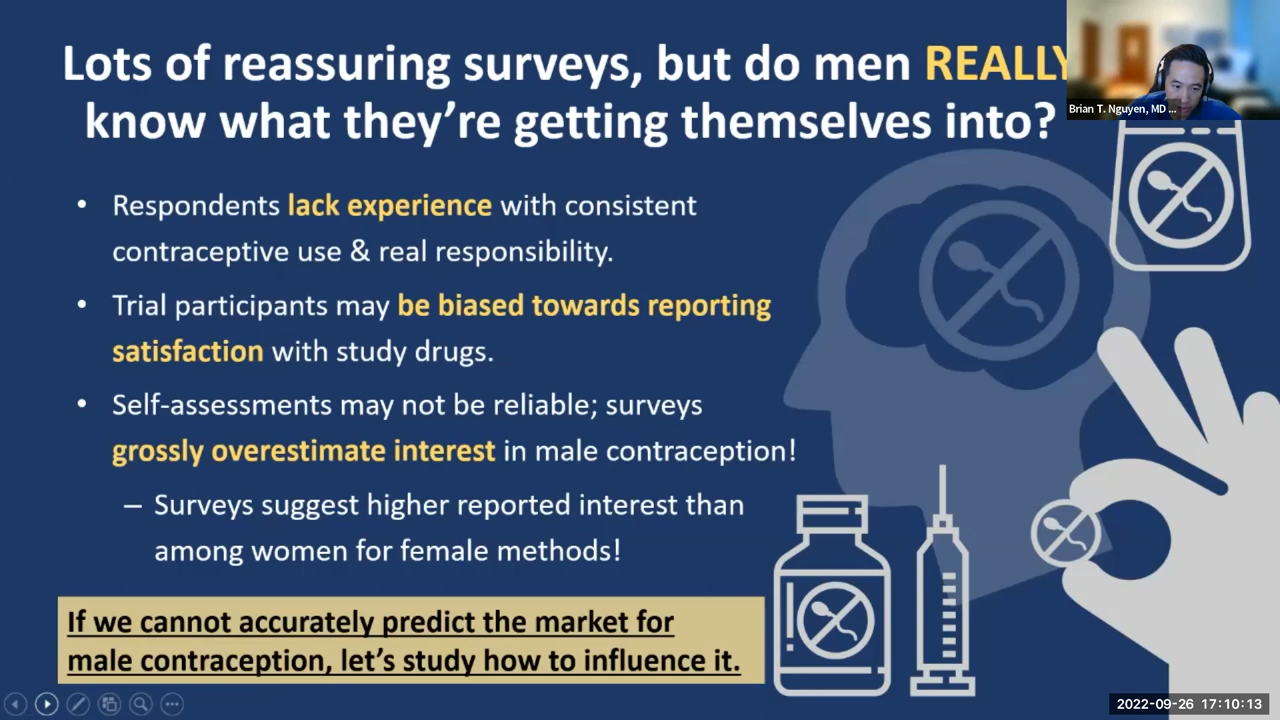 Lots of reassuring surveys, but do men REALLY
know what they're getting themselves into?
Brian T. Nguyen, MD ...
• Respondents lack experience with consistent
contraceptive use & real responsibility.
• Trial participants may be biased towards reporting
satisfaction with study drugs.
• Self-assessments may not be reliable; surveys
grossly overestimate interest in male contraception!
– Surveys suggest higher reported interest than
among women for female methods!
If we cannot accurately predict the market for
male contraception, let's study how to influence it.
2022-09-26 17:10:13